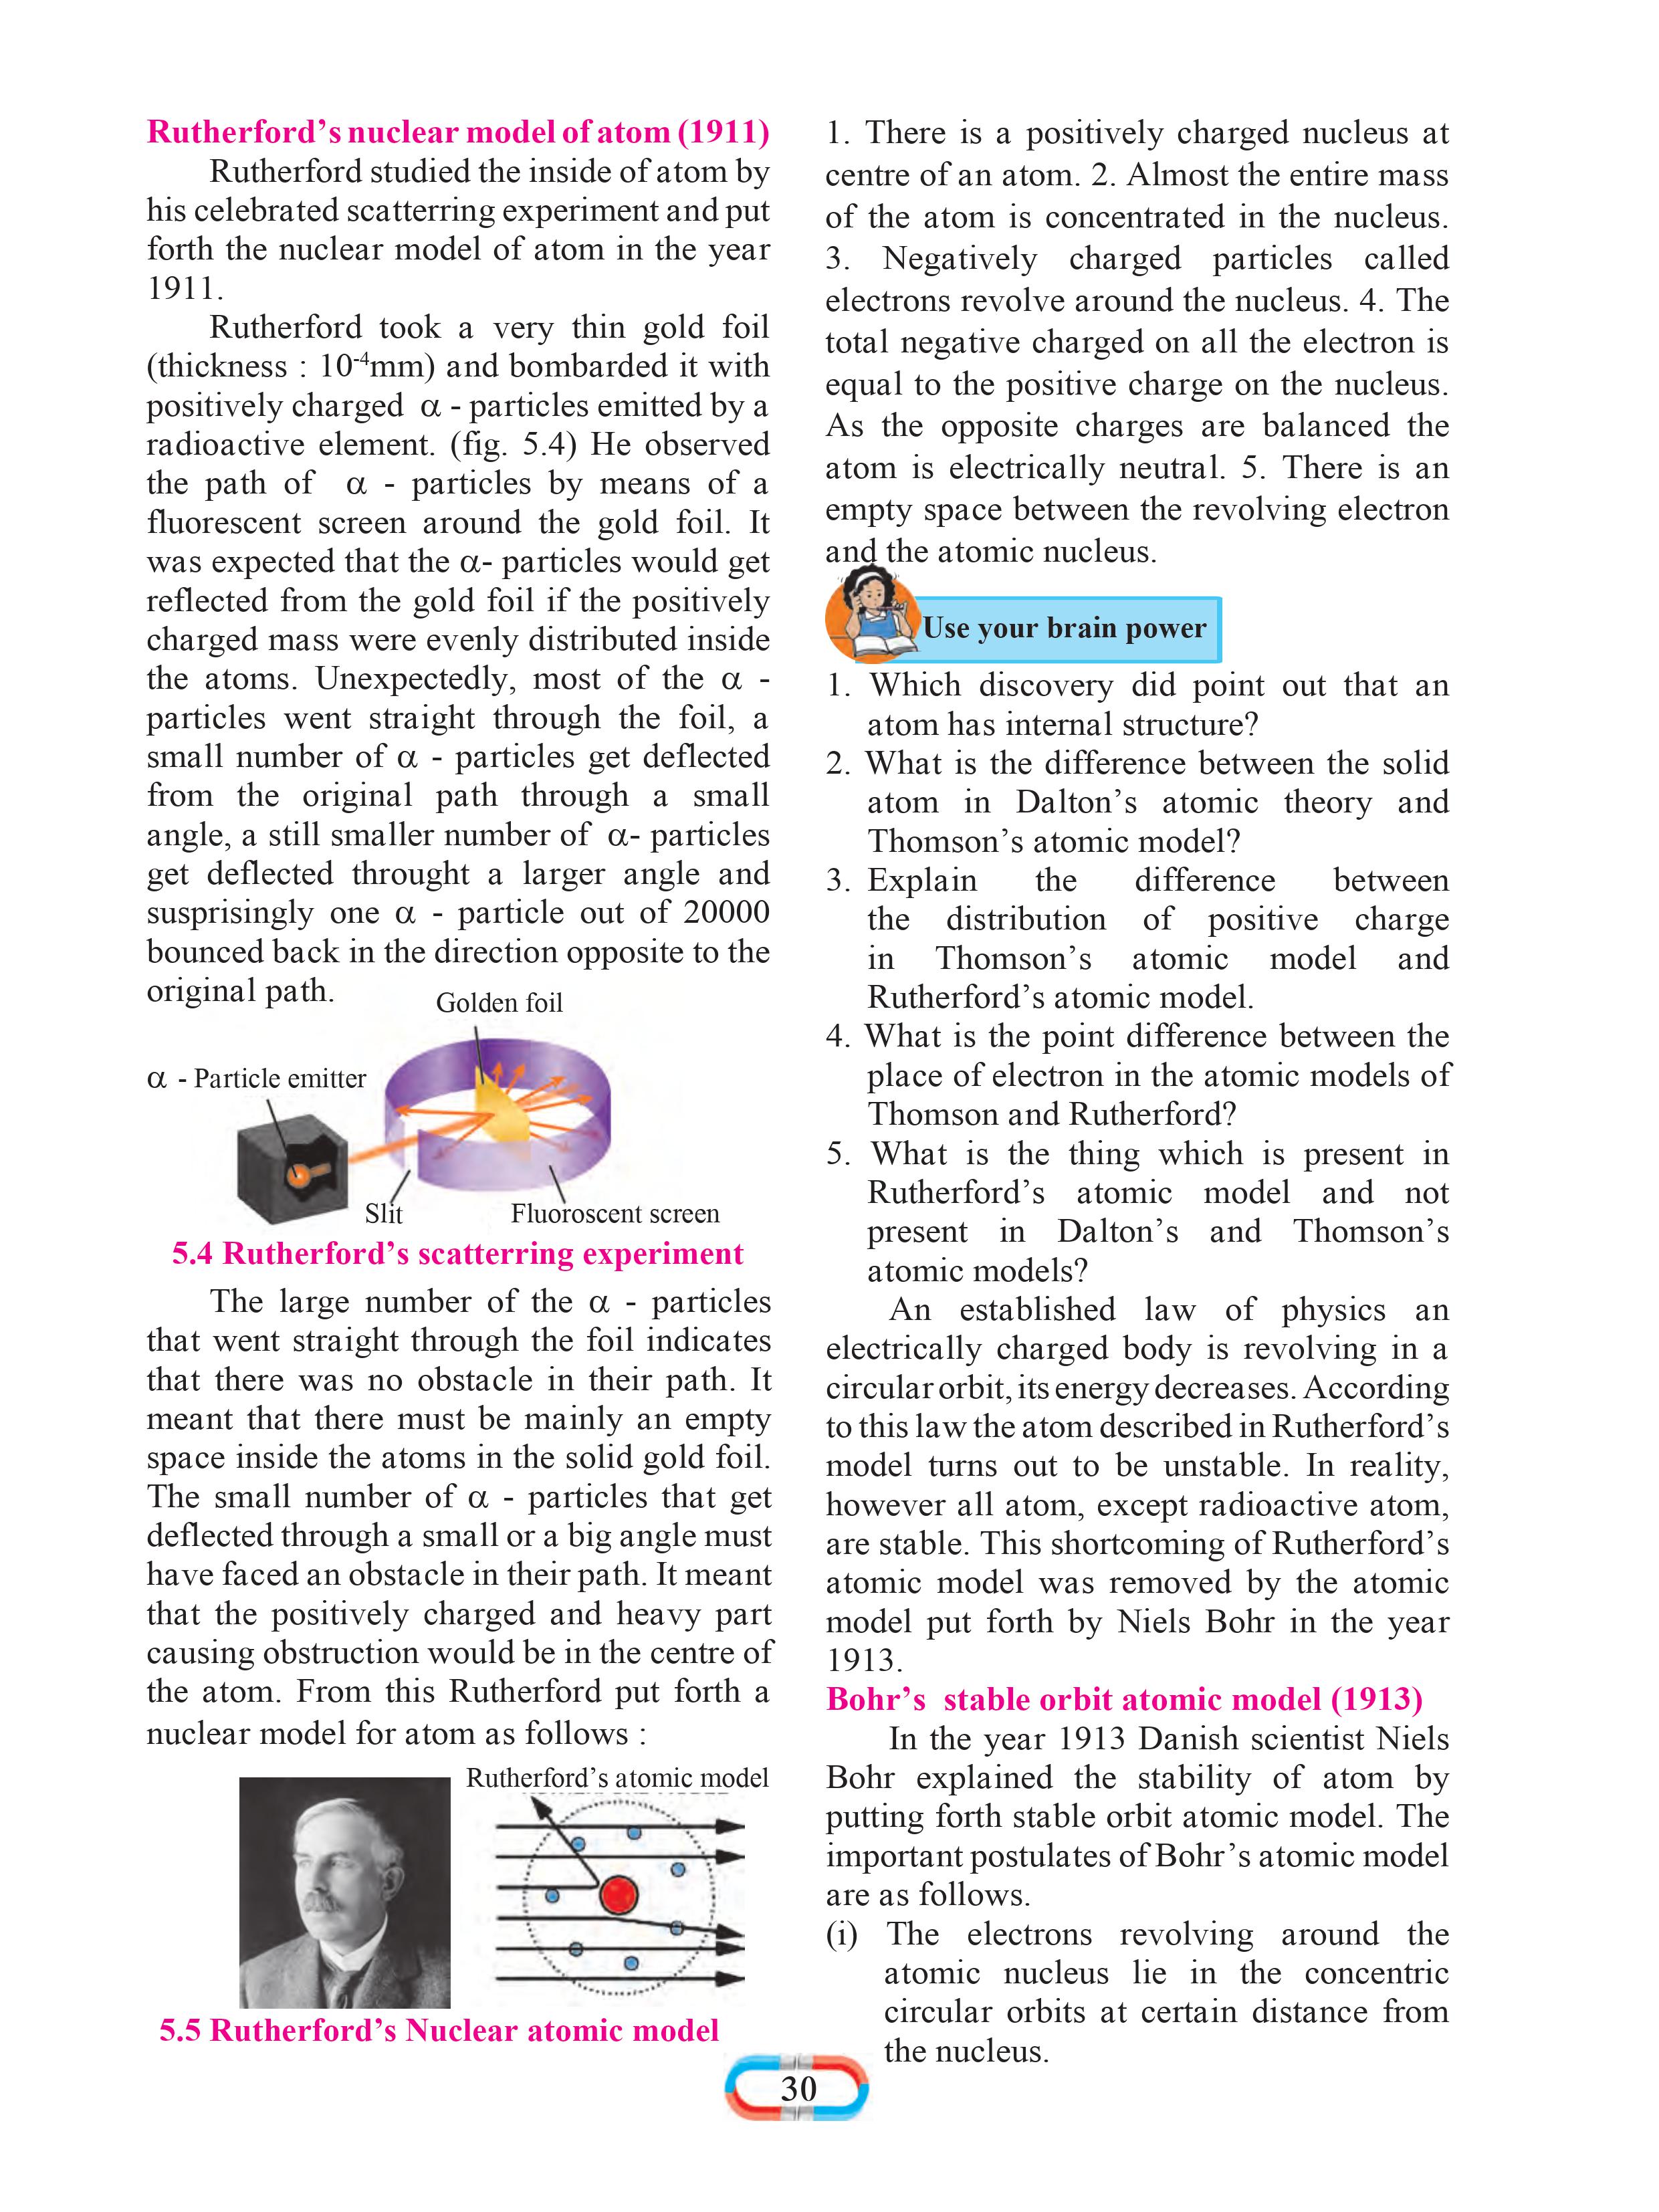 Rutherford's nuclear model of atom (1911)
Rutherford studied the inside of atom by
his celebrated scatterring experiment and put
forth the nuclear model of atom in the year
1911.
Rutherford took a very thin gold foil
(thickness : 10-4mm) and bombarded it with
positively charged α - particles emitted by a
radioactive element. (fig. 5.4) He observed
the path of α - particles by means of a
fluorescent screen around the gold foil. It
was expected that the α- particles would get
reflected from the gold foil if the positively
charged mass were evenly distributed inside
the atoms. Unexpectedly, most of the α -
particles went straight through the foil, a
small number of α - particles get deflected
from the original path through a small
angle, a still smaller number of α- particles
get deflected throught a larger angle and
susprisingly one α - particle out of 20000
bounced back in the direction opposite to the
original path.
Golden foil
α - Particle emitter
Slit
Fluoroscent screen
5.4 Rutherford's scatterring experiment
The large number of the α - particles
that went straight through the foil indicates
that there was no obstacle in their path. It
meant that there must be mainly an empty
space inside the atoms in the solid gold foil.
The small number of α - particles that get
deflected through a small or a big angle must
have faced an obstacle in their path. It meant
that the positively charged and heavy part
causing obstruction would be in the centre of
the atom. From this Rutherford put forth a
nuclear model for atom as follows :
Rutherford's atomic model
5.5 Rutherford's Nuclear atomic model
1. There is a positively charged nucleus at
centre of an atom. 2. Almost the entire mass
of the atom is concentrated in the nucleus.
3. Negatively charged particles called
electrons revolve around the nucleus. 4. The
total negative charged on all the electron is
equal to the positive charge on the nucleus.
As the opposite charges are balanced the
atom is electrically neutral. 5. There is an
empty space between the revolving electron
and the atomic nucleus.
Use your brain power
1. Which discovery did point out that an
atom has internal structure?
2. What is the difference between the solid
atom in Dalton's atomic theory and
Thomson's atomic model?
3. Explain the difference between
the distribution of positive charge
in Thomson's atomic model and
Rutherford's atomic model.
4. What is the point difference between the
place of electron in the atomic models of
Thomson and Rutherford?
5. What is the thing which is present in
Rutherford's atomic model and not
present in Dalton's and Thomson's
atomic models?
An established law of physics an
electrically charged body is revolving in a
circular orbit, its energy decreases. According
to this law the atom described in Rutherford's
model turns out to be unstable. In reality,
however all atom, except radioactive atom,
are stable. This shortcoming of Rutherford's
atomic model was removed by the atomic
model put forth by Niels Bohr in the year
1913.
Bohr's stable orbit atomic model (1913)
In the year 1913 Danish scientist Niels
Bohr explained the stability of atom by
putting forth stable orbit atomic model. The
important postulates of Bohr's atomic model
are as follows.
(i) The electrons revolving around the
atomic nucleus lie in the concentric
circular orbits at certain distance from
the nucleus.
30